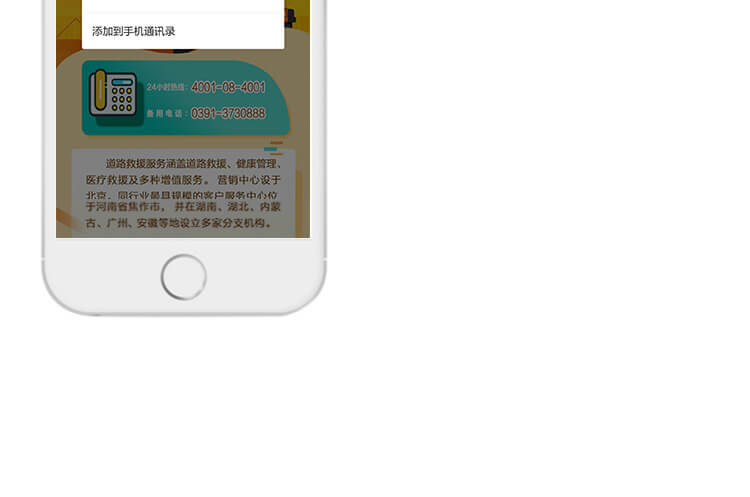 添加到手机通讯录
24小时热线：4001-08-4001
备用电话：0391-3730888
道路救援服务涵盖道路救援、健康管理、
医疗救援及多种增值服务。营销中心设于
北京，同行业最具规模的客户服务中心位
于河南省焦作市， 并在湖南、湖北、内蒙
古、广州、安徽等地设立多家分支机构。